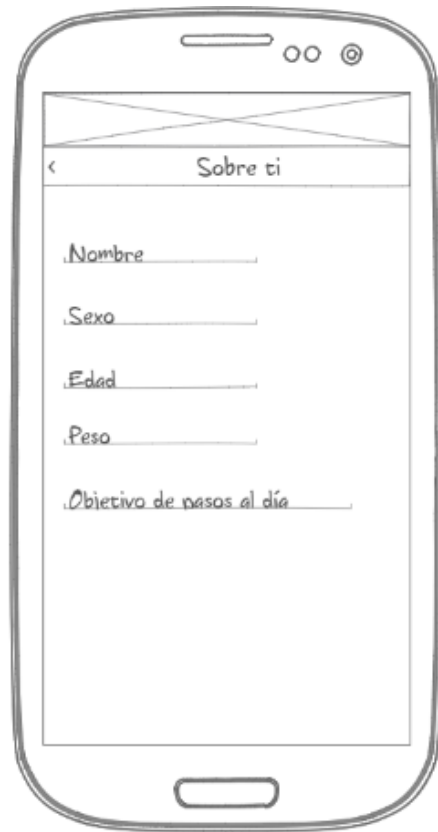 < Sobre ti
Nombre
Sexo
Edad
Peso
Objetivo de pasos al día